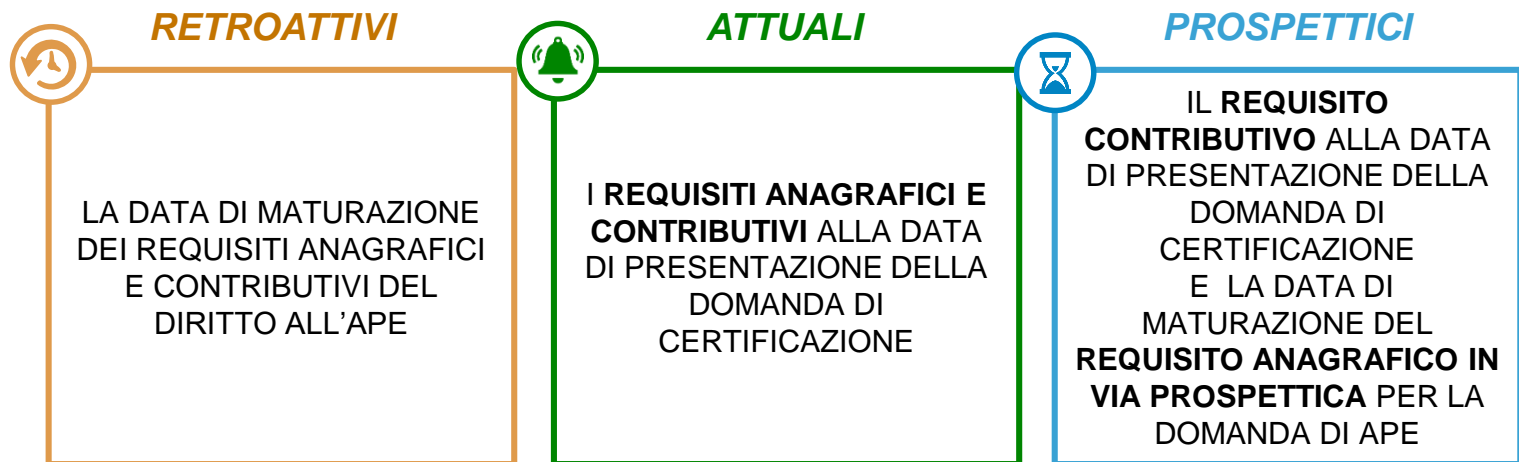 RETROATTIVI
LA DATA DI MATURAZIONE
DEI REQUISITI ANAGRAFICI
E CONTRIBUTIVI DEL
DIRITTO ALL'APE
ATTUALI
I REQUISITI ANAGRAFICI E
CONTRIBUTIVI ALLA DATA
DI PRESENTAZIONE DELLA
DOMANDA DI
CERTIFICAZIONE
PROSPETTICI
IL REQUISITO
CONTRIBUTIVO ALLA DATA
DI PRESENTAZIONE DELLA
DOMANDA DI
CERTIFICAZIONE
E LA DATA DI
MATURAZIONE DEL
REQUISITO ANAGRAFICO IN
VIA PROSPETTICA PER LA
DOMANDA DI APE